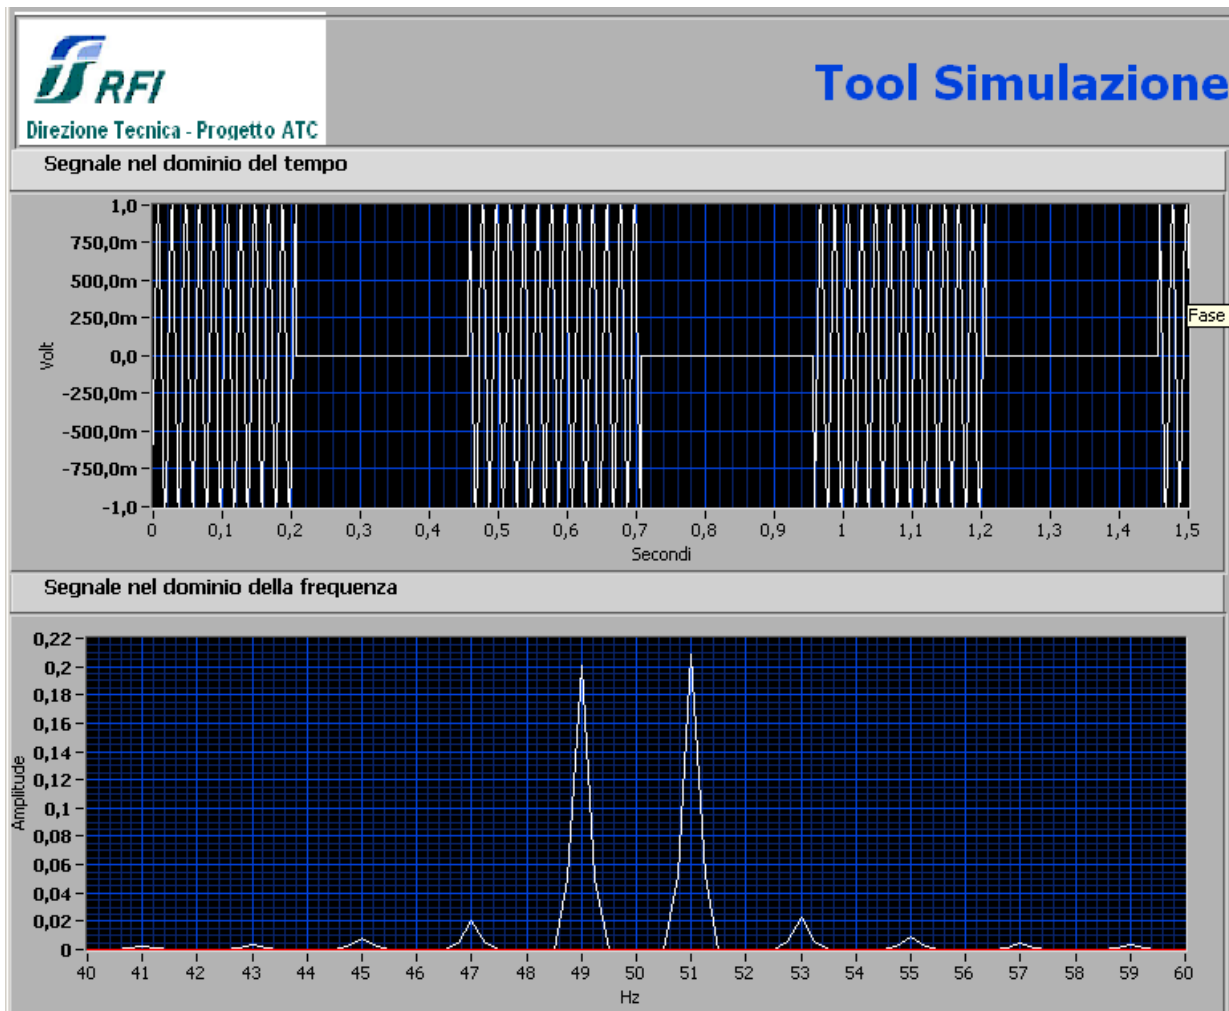 RFI
Tool Simulazione
Direzione Tecnica - Progetto ATC
Segnale nel dominio del tempo
1,0
750,0m
500,0m
250,0m
0,0
-250,0m
-500,0m
-750,0m
-1,0
Volt
Fase
0 0,1 0,2 0,3 0,4 0,5 0,6 0,7 0,8 0,9 1 1,1 1,2 1,3 1,4 1,5
Secondi
Segnale nel dominio della frequenza
0,22
0,2
0,18
0,16
0,14
0,12
0,1
0,08
0,06
0,04
0,02
0
Amplitude
40 41 42 43 44 45 46 47 48 49 50 51 52 53 54 55 56 57 58 59 60
Hz